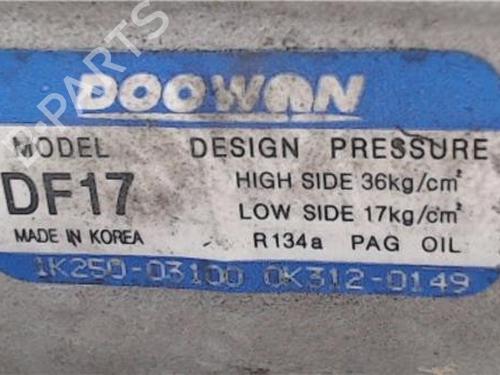 DOOWON
MODEL DESIGN PRESSURE
DF17 HIGH SIDE 36kg/cm²
LOW SIDE 17kg/cm²
MADE IN KOREA R134a PAG OIL
1K250-03100 0K312-0149
B-PARTS